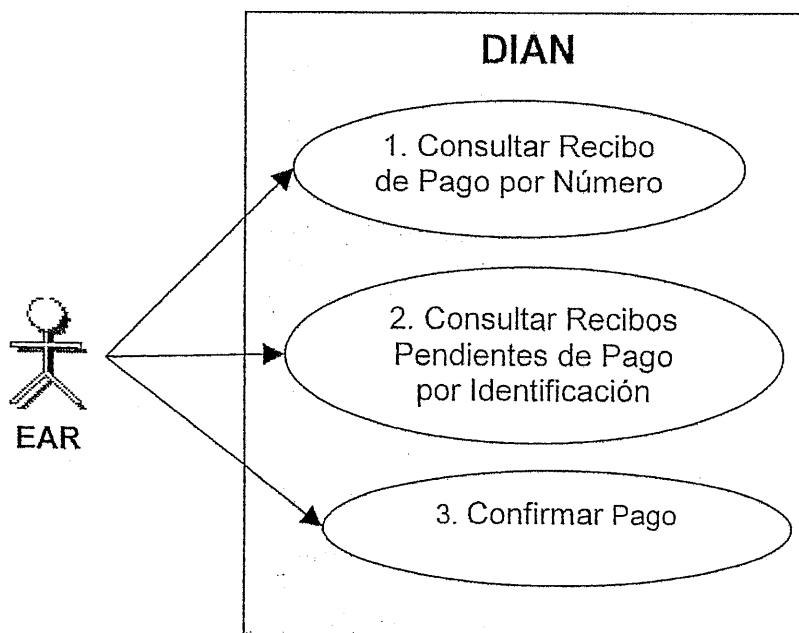 DIAN
1. Consultar Recibo
de Pago por Número
2. Consultar Recibos
Pendientes de Pago
por Identificación
EAR
3. Confirmar Pago